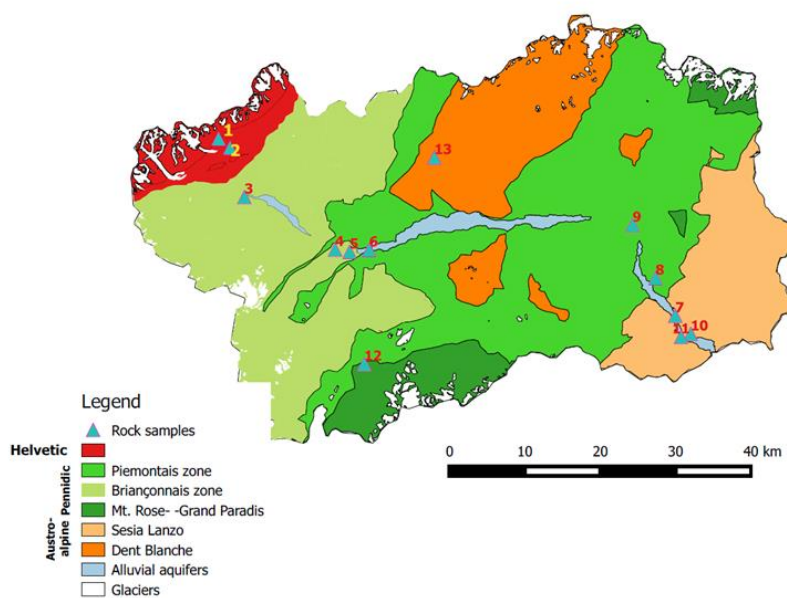 1
2
13
3
9
4 5 6
8
7
11 10
12
Legend
Rock samples
Helvetic
Piemontais zone
Briançonnais zone
Mt. Rose- -Grand Paradis
Sesia Lanzo
Dent Blanche
Alluvial aquifers
Glaciers
Pennidic
Austro-
alpine
0 10 20 30 40 km